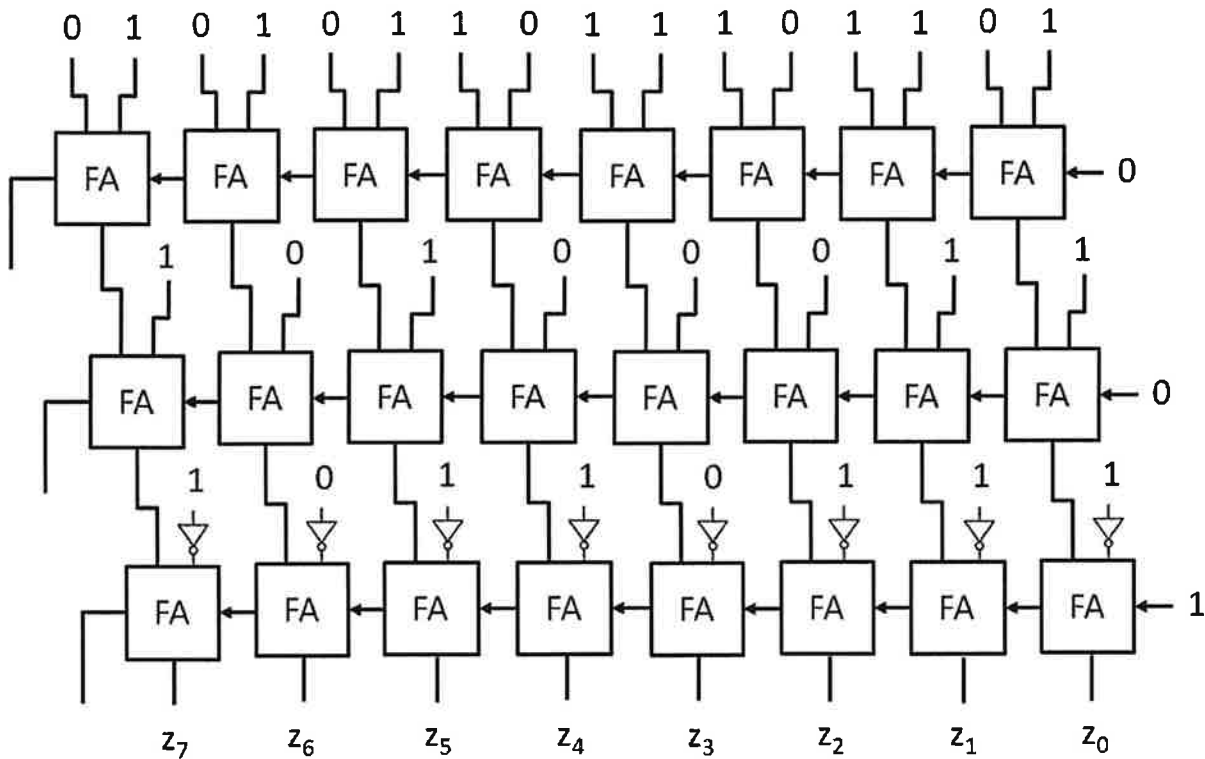 0 1 0 1 0 1 1 0 1 1 1 0 1 1 0 1
FA FA FA FA FA FA FA FA 0
1 0 1 0 0 0 1 1
FA FA FA FA FA FA FA FA 0
1 0 1 1 0 1 1 1
FA FA FA FA FA FA FA FA 1
z7 z6 z5 z4 z3 z2 z1 z0